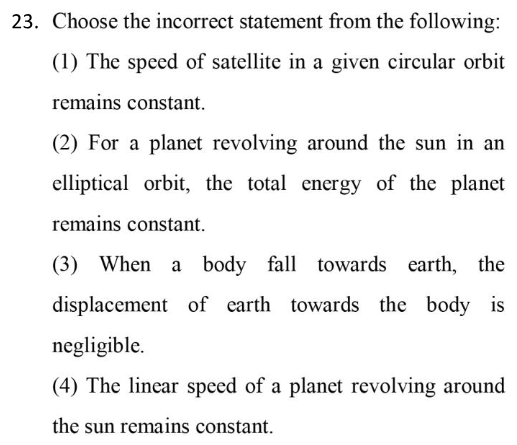 23. Choose the incorrect statement from the following:
(1) The speed of satellite in a given circular orbit
remains constant.
(2) For a planet revolving around the sun in an
elliptical orbit, the total energy of the planet
remains constant.
(3) When a body fall towards earth, the
displacement of earth towards the body is
negligible.
(4) The linear speed of a planet revolving around
the sun remains constant.